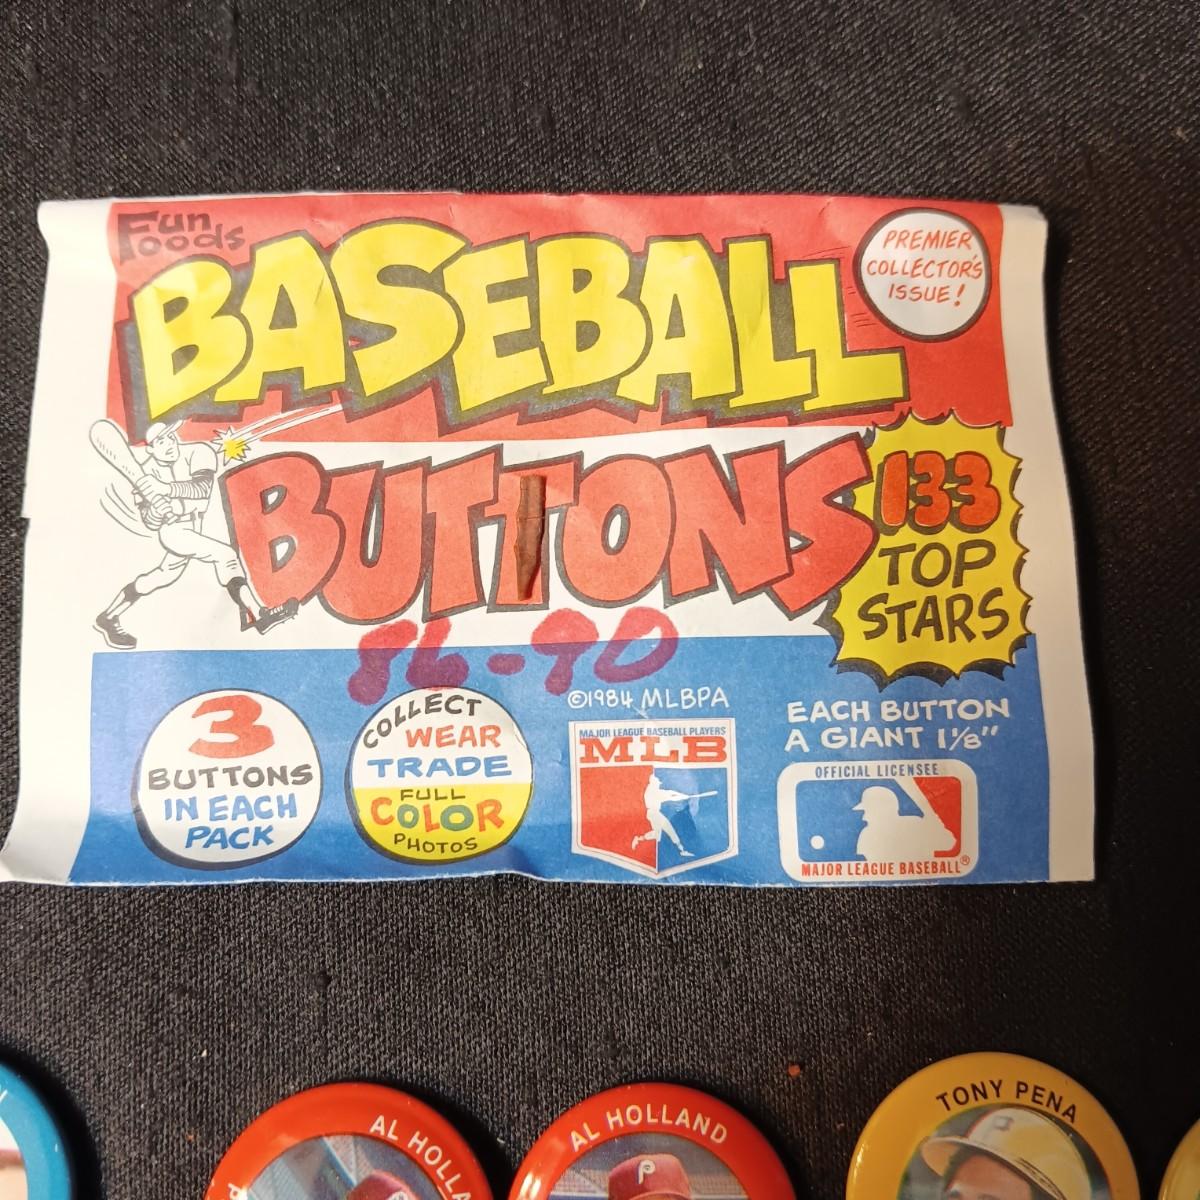 Fun Foods
BASEBALL
PREMIER
COLLECTOR'S
ISSUE!
BUTTONS
133
TOP
STARS
86-90
3
BUTTONS
IN EACH
PACK
COLLECT
WEAR
TRADE
FULL
COLOR
PHOTOS
©1984 MLBPA
MAJOR LEAGUE BASEBALL PLAYERS
MLB
EACH BUTTON
A GIANT 1⅛"
OFFICIAL LICENSEE
MAJOR LEAGUE BASEBALL®
AL HOLLA
AL HOLLAND
P
TONY PENA